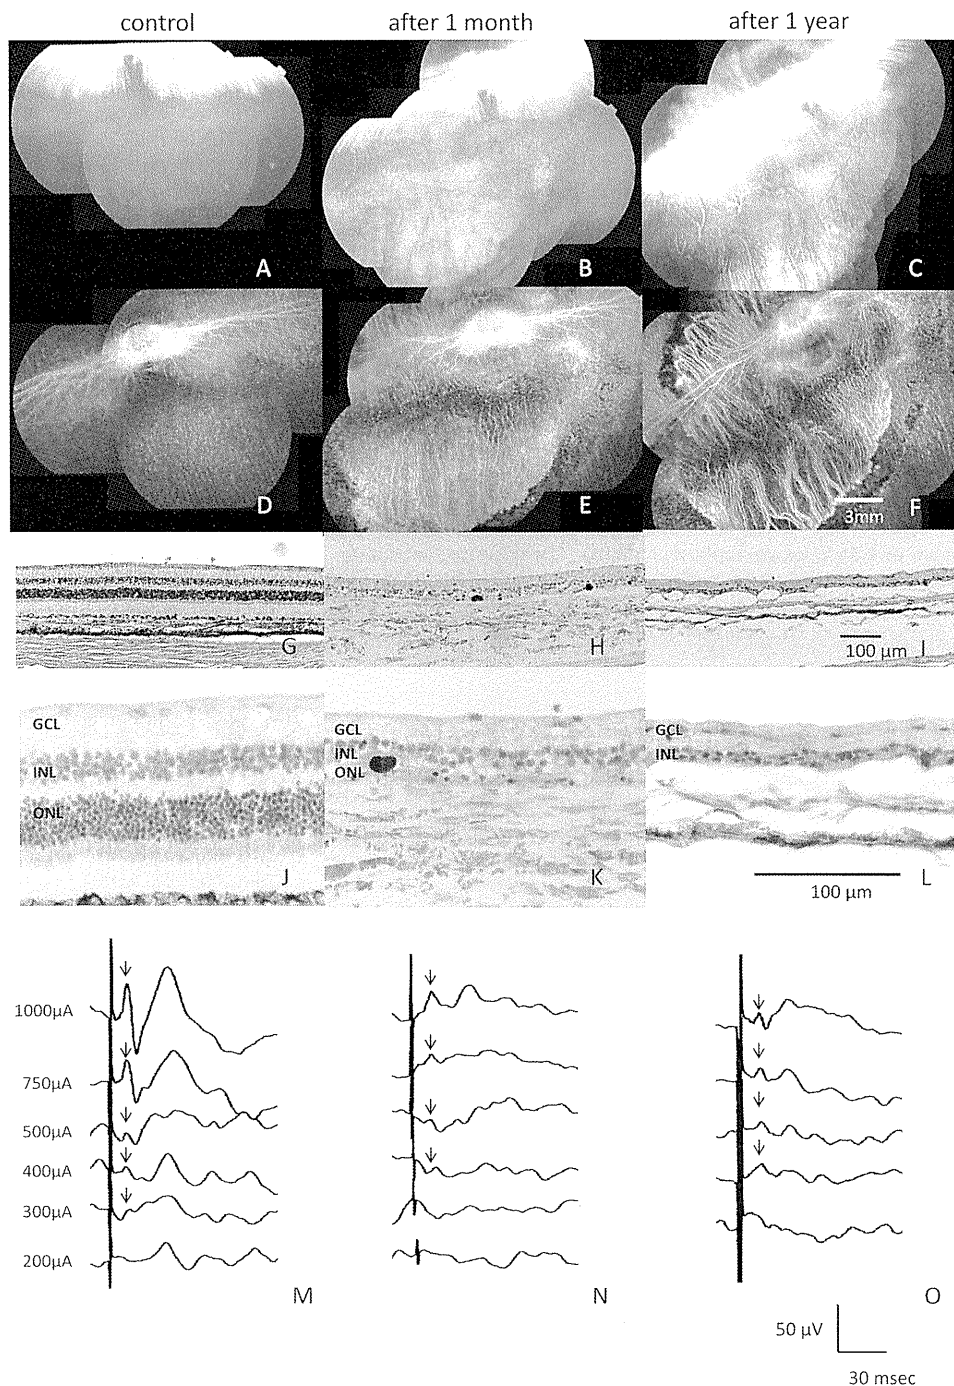 control after 1 month after 1 year
A B C
D E F
3mm
G H I
100 µm
GCL GCL GCL
INL INL INL
ONL ONL
J K L
100 µm
1000µA
750µA
500µA
400µA
300µA
200µA
M N O
50 µV
30 msec